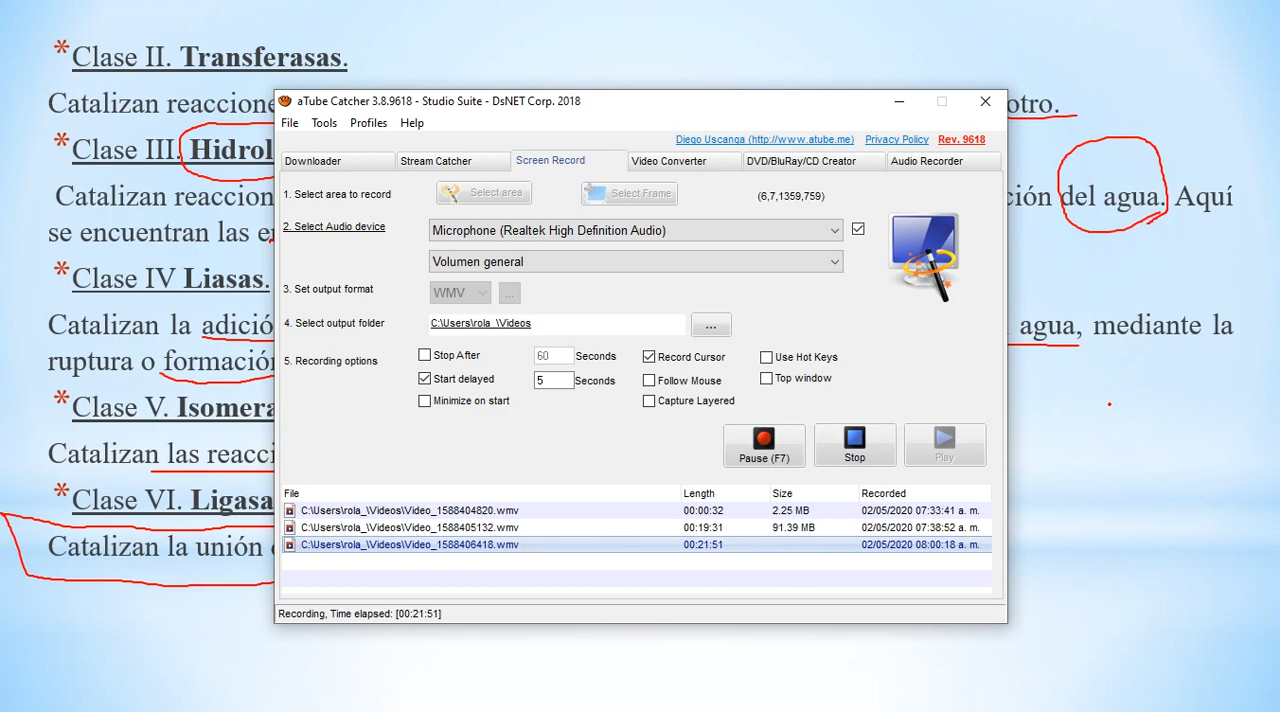 * Clase II. Transferasas.
Catalizan reaccione
otro.
* Clase III. Hidrol
Catalizan reaccion
ción del agua. Aquí
se encuentran las e
* Clase IV Liasas.
Catalizan la adició
agua, mediante la
ruptura o formación
* Clase V. Isomera
Catalizan las reacci
* Clase VI. Ligasa
Catalizan la unión
aTube Catcher 3.8.9618 - Studio Suite - DsNET Corp. 2018
File Tools Profiles Help
Diego Uscanga (http://www.atube.me) Privacy Policy Rev. 9618
Downloader Stream Catcher Screen Record Video Converter DVD/BluRay/CD Creator Audio Recorder
1. Select area to record Select area Select Frame (6,7,1359,759)
2. Select Audio device Microphone (Realtek High Definition Audio)
Volumen general
3. Set output format WMV ...
4. Select output folder C:\Users\rola_\Videos ...
5. Recording options Stop After 60 Seconds Record Cursor Use Hot Keys
Start delayed 5 Seconds Follow Mouse Top window
Minimize on start Capture Layered
Pause (F7) Stop Play
File Length Size Recorded
C:\Users\rola_\Videos\Video_1588404820.wmv 00:00:32 2.25 MB 02/05/2020 07:33:41 a. m.
C:\Users\rola_\Videos\Video_1588405132.wmv 00:19:31 91.39 MB 02/05/2020 07:38:52 a. m.
C:\Users\rola_\Videos\Video_1588406418.wmv 00:21:51 02/05/2020 08:00:18 a. m.
Recording, Time elapsed: [00:21:51]